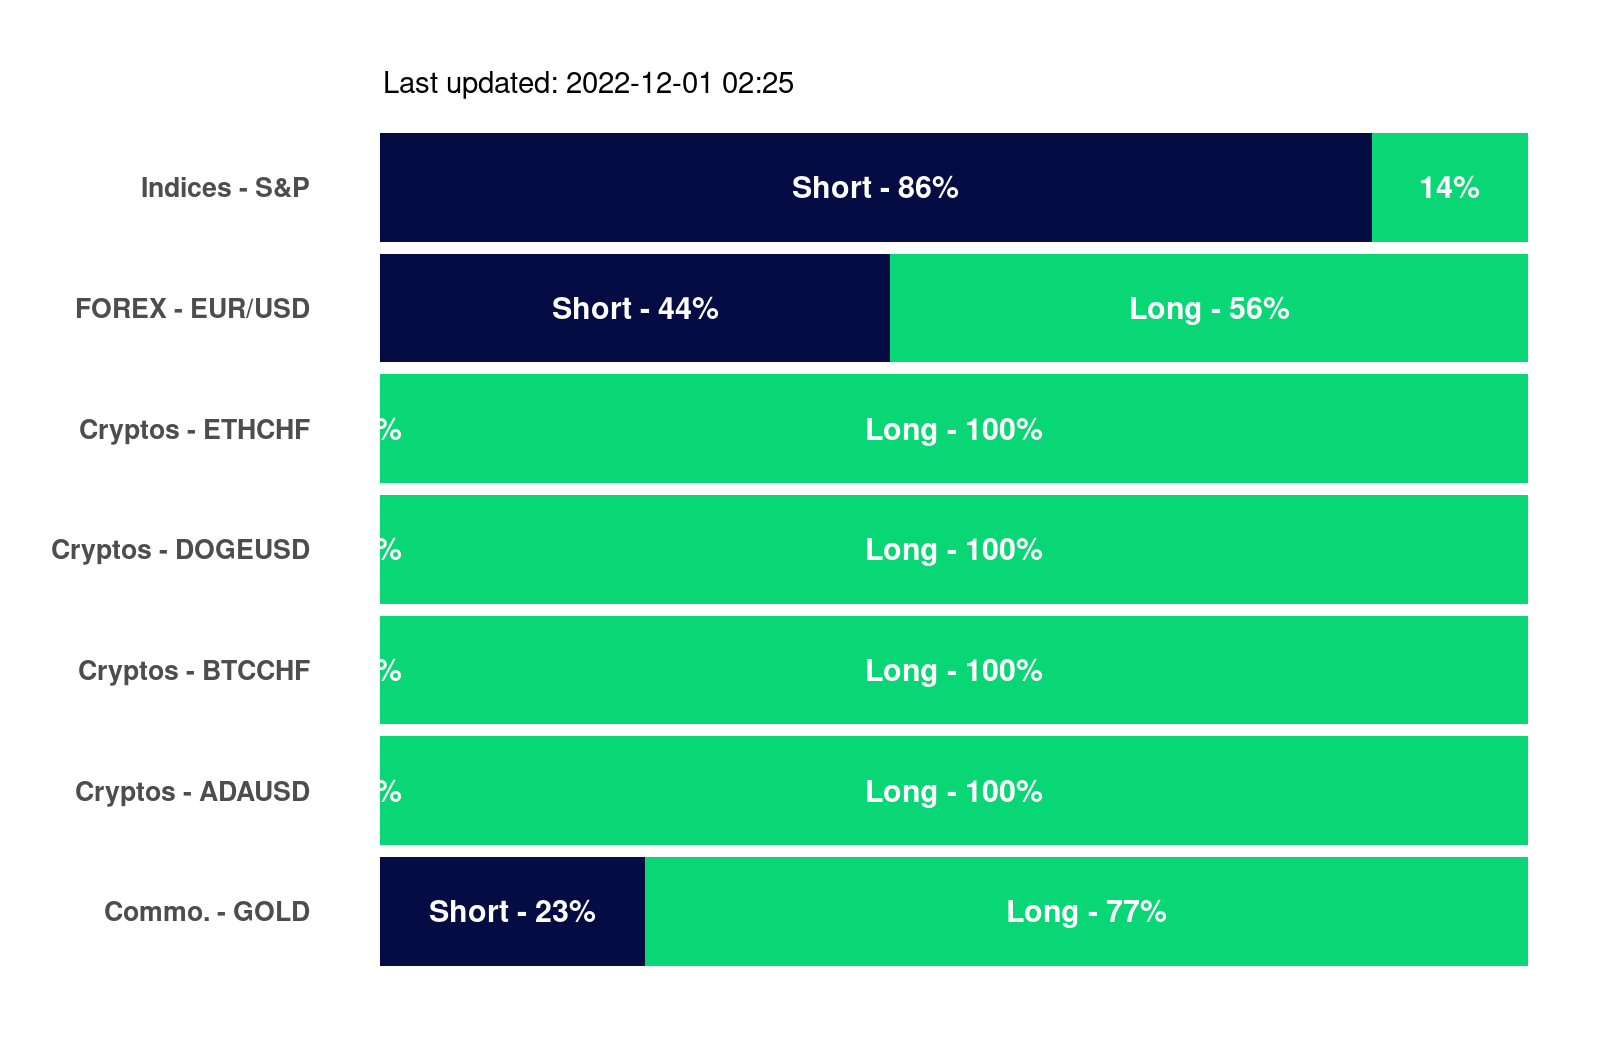 Last updated: 2022-12-01 02:25
Indices - S&P Short - 86% 14%
FOREX - EUR/USD Short - 44% Long - 56%
Cryptos - ETHCHF % Long - 100%
Cryptos - DOGEUSD % Long - 100%
Cryptos - BTCCHF % Long - 100%
Cryptos - ADAUSD % Long - 100%
Commo. - GOLD Short - 23% Long - 77%